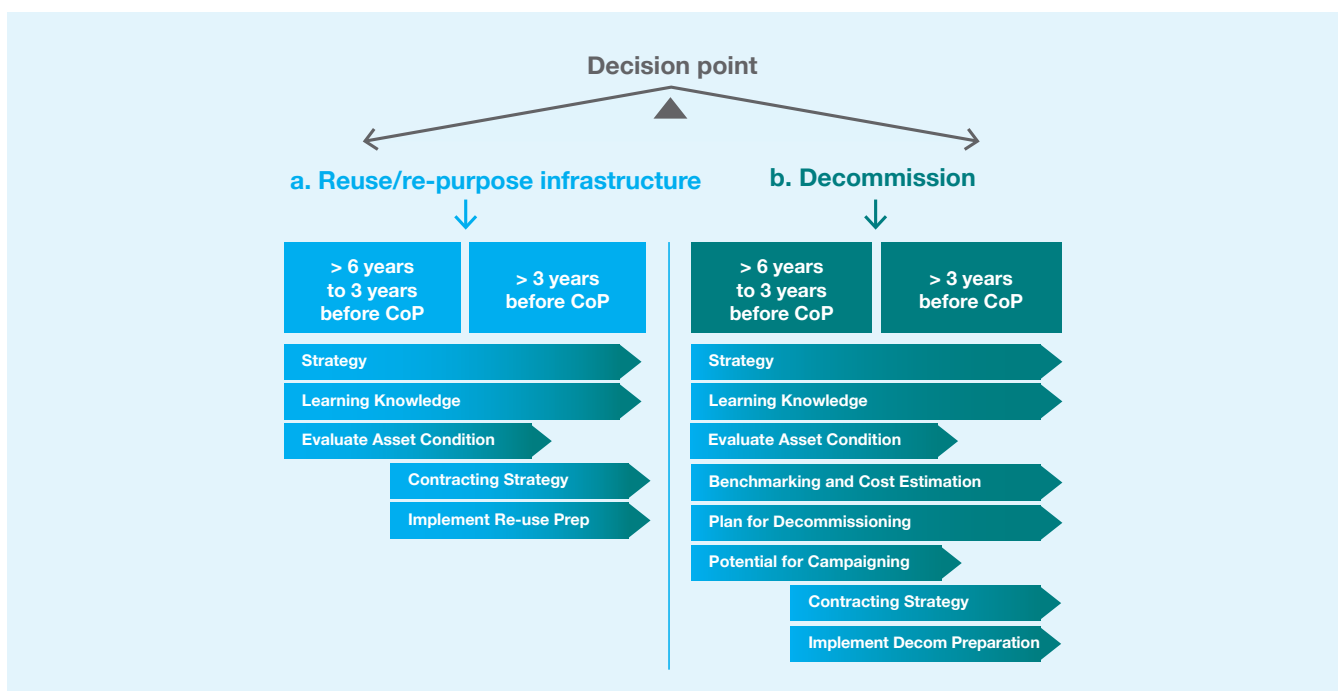 Decision point
a. Reuse/re-purpose infrastructure
> 6 years
to 3 years
before CoP
> 3 years
before CoP
Strategy
Learning Knowledge
Evaluate Asset Condition
Contracting Strategy
Implement Re-use Prep
b. Decommission
> 6 years
to 3 years
before CoP
> 3 years
before CoP
Strategy
Learning Knowledge
Evaluate Asset Condition
Benchmarking and Cost Estimation
Plan for Decommissioning
Potential for Campaigning
Contracting Strategy
Implement Decom Preparation